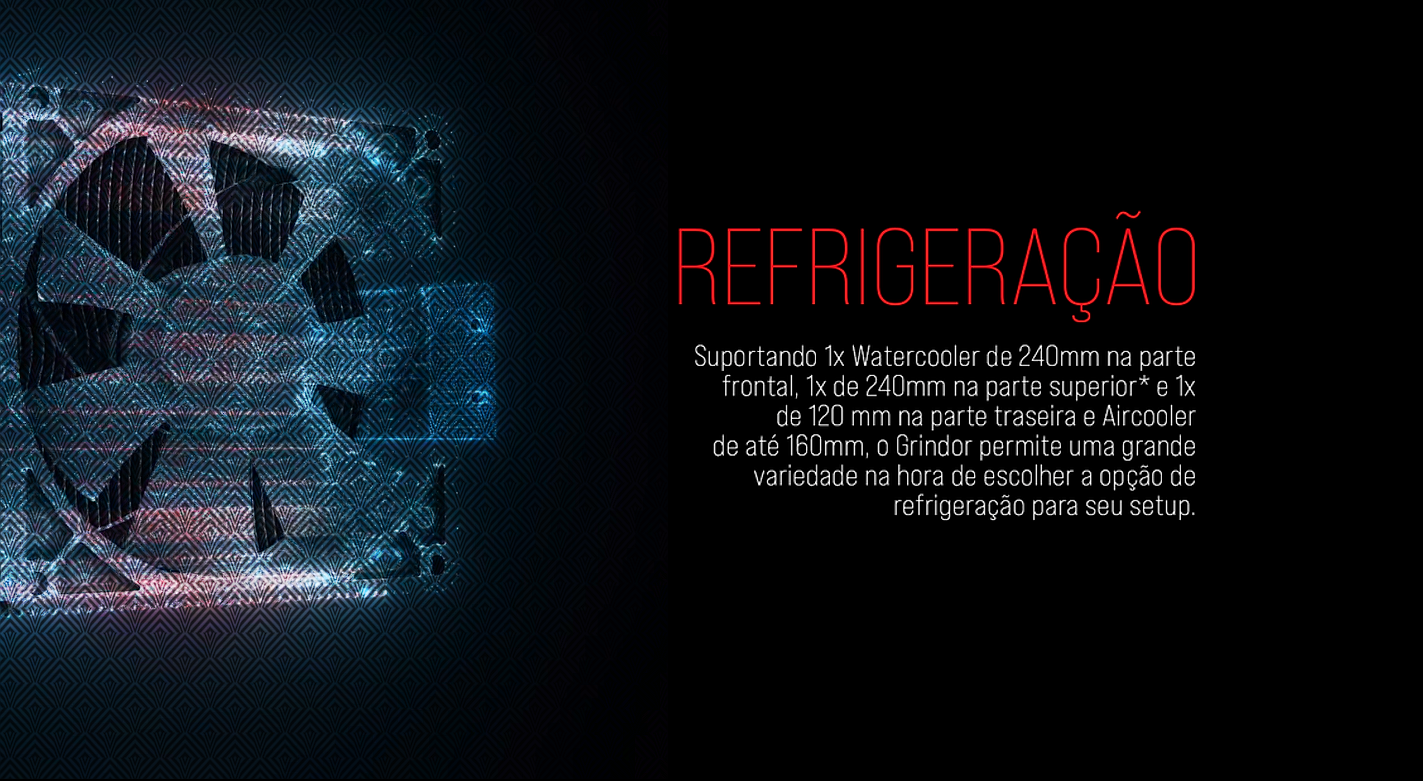 REFRIGERAÇÃO
Suportando 1x Watercooler de 240mm na parte
frontal, 1x de 240mm na parte superior* e 1x
de 120 mm na parte traseira e Aircooler
de até 160mm, o Grindor permite uma grande
variedade na hora de escolher a opção de
refrigeração para seu setup.